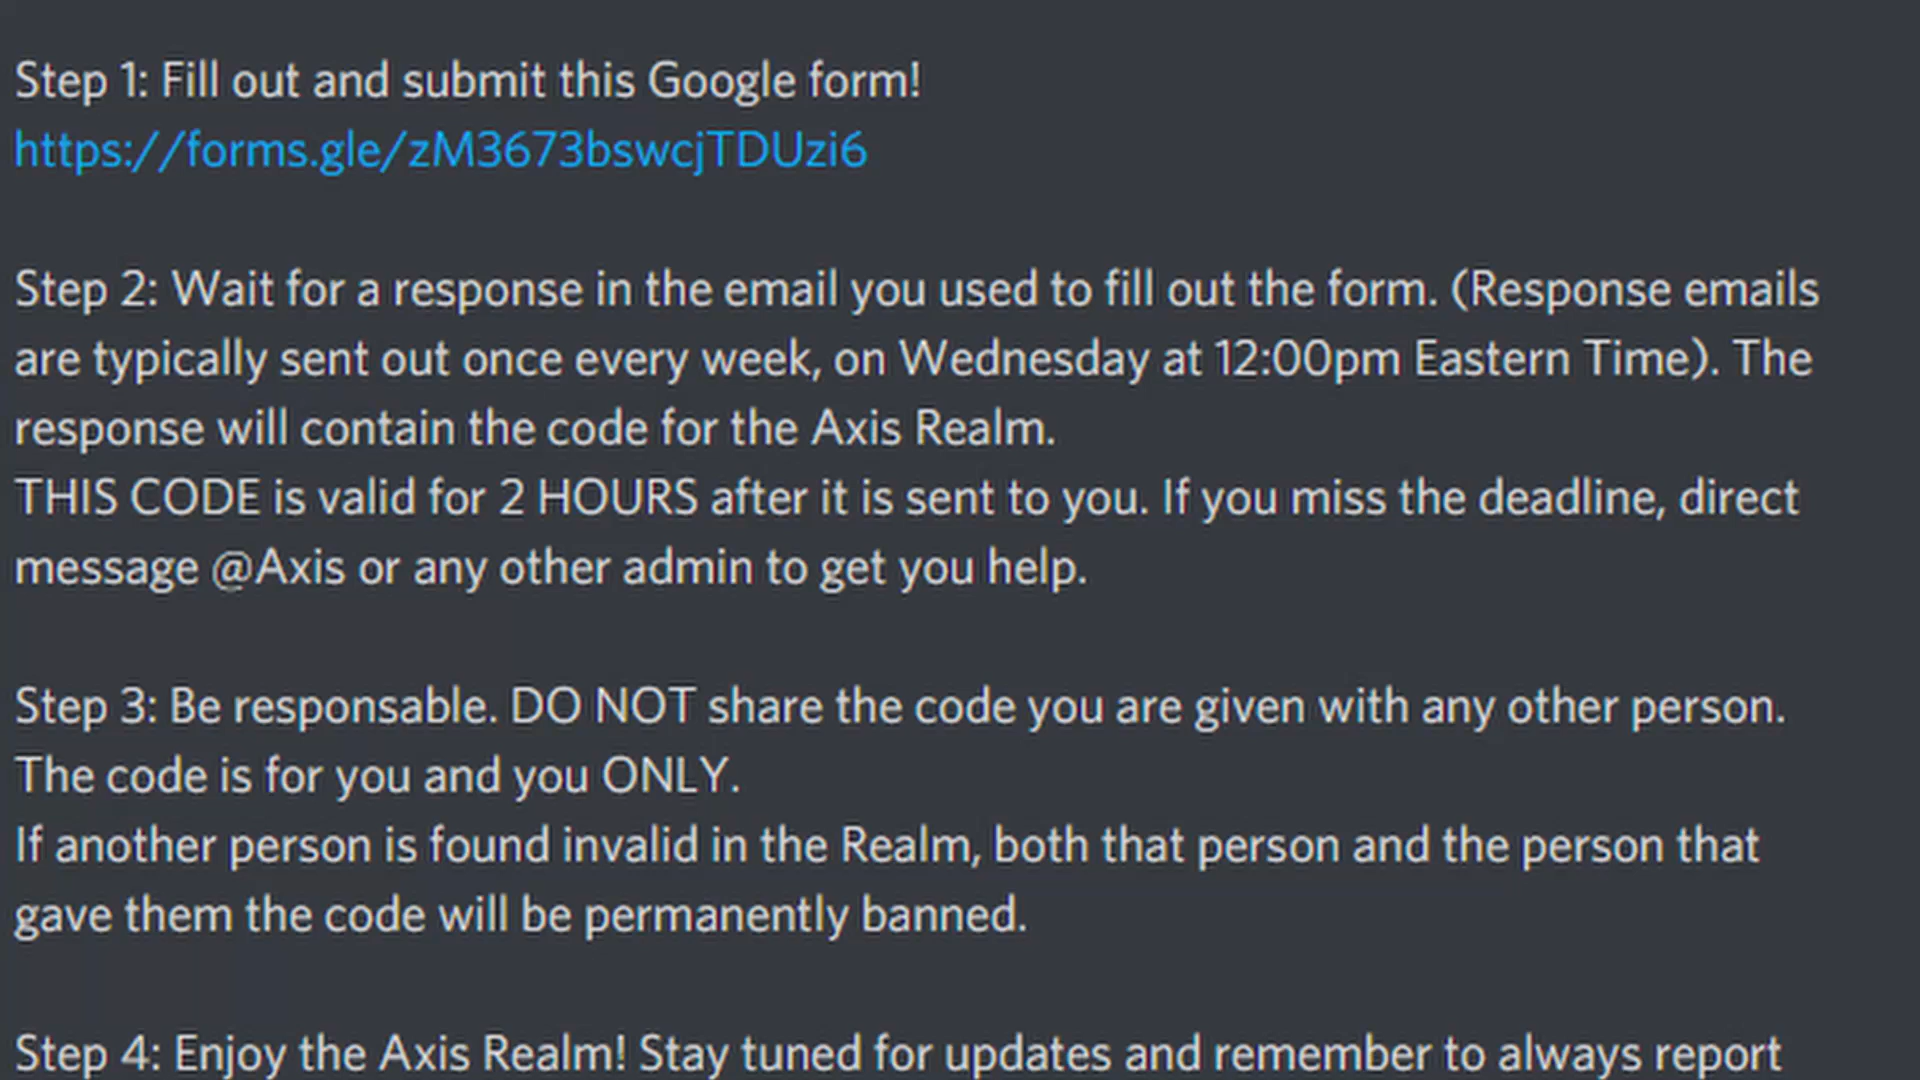 Step 1: Fill out and submit this Google form!
https://forms.gle/zM3673bswcjTDUzi6
Step 2: Wait for a response in the email you used to fill out the form. (Response emails
are typically sent out once every week, on Wednesday at 12:00pm Eastern Time). The
response will contain the code for the Axis Realm.
THIS CODE is valid for 2 HOURS after it is sent to you. If you miss the deadline, direct
message @Axis or any other admin to get you help.
Step 3: Be responsable. DO NOT share the code you are given with any other person.
The code is for you and you ONLY.
If another person is found invalid in the Realm, both that person and the person that
gave them the code will be permanently banned.
Step 4: Enjoy the Axis Realm! Stay tuned for updates and remember to always report